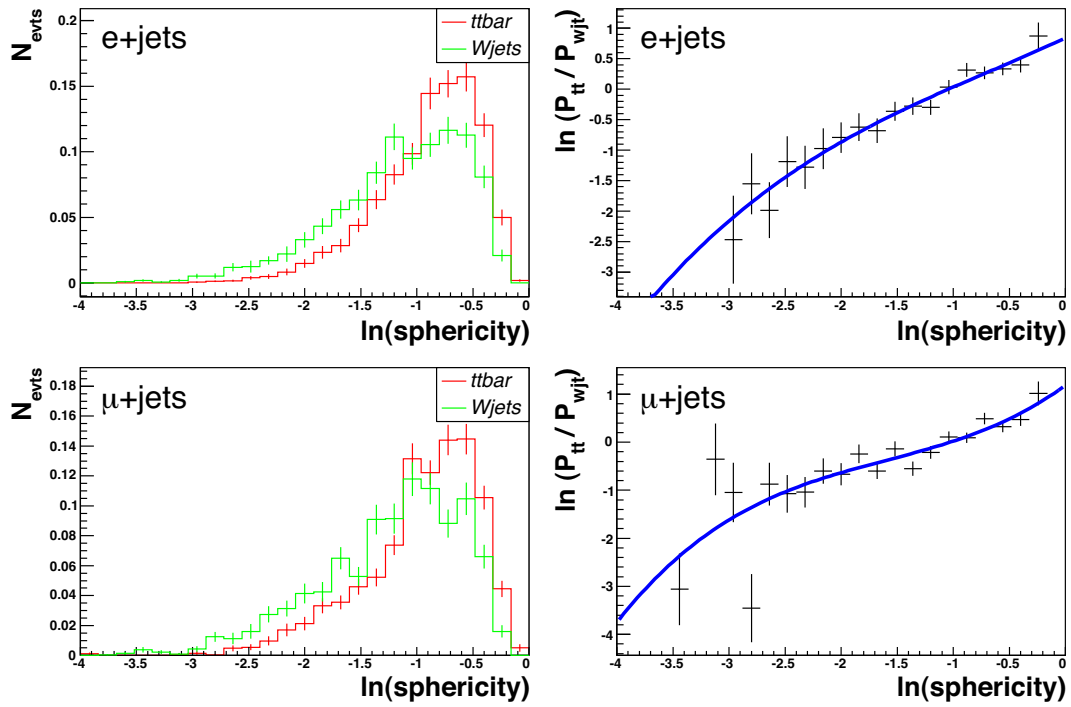 N_evts
0.2
0.15
0.1
0.05
0
e+jets
ttbar
Wjets
-4 -3.5 -3 -2.5 -2 -1.5 -1 -0.5 0
ln(sphericity)
ln (P_tt / P_wjt)
1
0.5
0
-0.5
-1
-1.5
-2
-2.5
-3
e+jets
-4 -3.5 -3 -2.5 -2 -1.5 -1 -0.5 0
ln(sphericity)
N_evts
0.18
0.16
0.14
0.12
0.1
0.08
0.06
0.04
0.02
0
μ+jets
ttbar
Wjets
-4 -3.5 -3 -2.5 -2 -1.5 -1 -0.5 0
ln(sphericity)
ln (P_tt / P_wjt)
1
0
-1
-2
-3
-4
μ+jets
-4 -3.5 -3 -2.5 -2 -1.5 -1 -0.5 0
ln(sphericity)